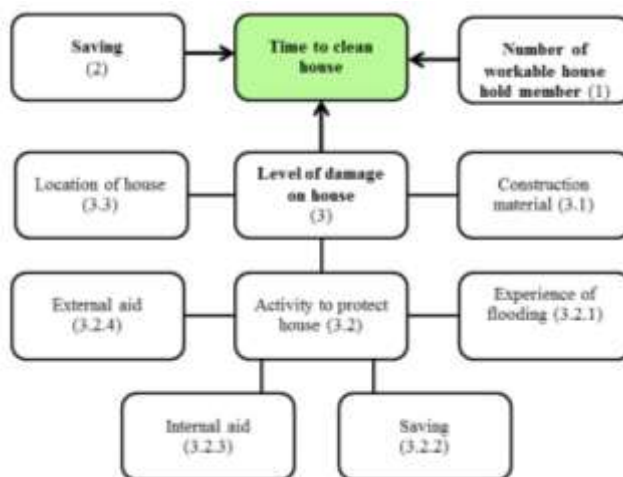 Saving
(2)
Time to clean
house
Number of
workable house
hold member (1)
Location of house
(3.3)
Level of damage
on house
(3)
Construction
material (3.1)
External aid
(3.2.4)
Activity to protect
house (3.2)
Experience of
flooding (3.2.1)
Internal aid
(3.2.3)
Saving
(3.2.2)